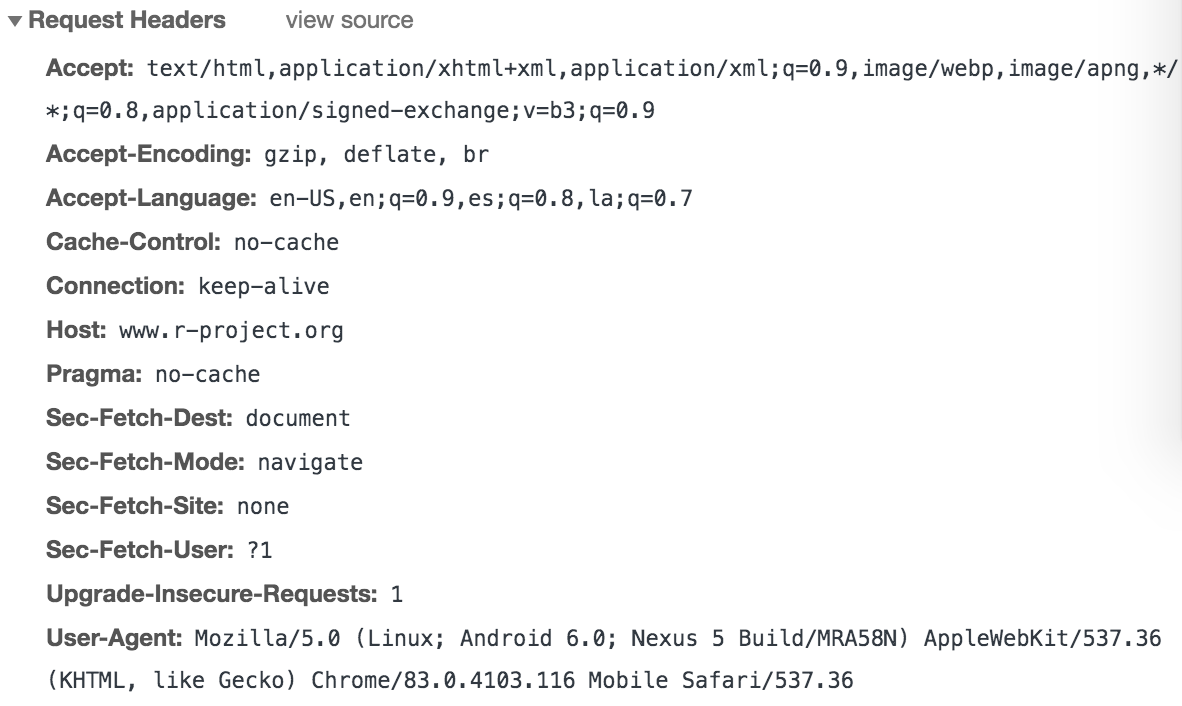 ▼ Request Headers view source
Accept: text/html,application/xhtml+xml,application/xml;q=0.9,image/webp,image/apng,*/
*;q=0.8,application/signed-exchange;v=b3;q=0.9
Accept-Encoding: gzip, deflate, br
Accept-Language: en-US,en;q=0.9,es;q=0.8,la;q=0.7
Cache-Control: no-cache
Connection: keep-alive
Host: www.r-project.org
Pragma: no-cache
Sec-Fetch-Dest: document
Sec-Fetch-Mode: navigate
Sec-Fetch-Site: none
Sec-Fetch-User: ?1
Upgrade-Insecure-Requests: 1
User-Agent: Mozilla/5.0 (Linux; Android 6.0; Nexus 5 Build/MRA58N) AppleWebKit/537.36
(KHTML, like Gecko) Chrome/83.0.4103.116 Mobile Safari/537.36